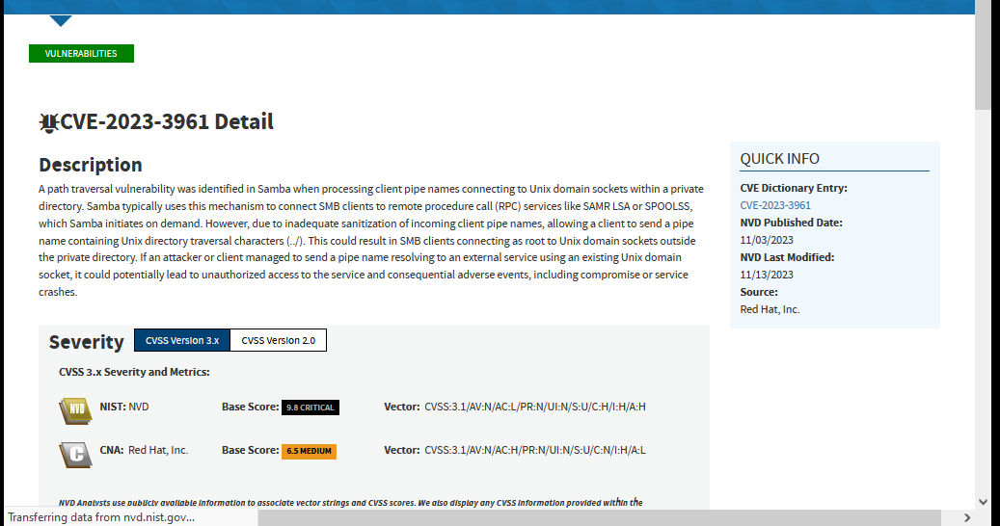 VULNERABILITIES
CVE-2023-3961 Detail
Description
A path traversal vulnerability was identified in Samba when processing client pipe names connecting to Unix domain sockets within a private
directory. Samba typically uses this mechanism to connect SMB clients to remote procedure call (RPC) services like SAMR LSA or SPOOLSS,
which Samba initiates on demand. However, due to inadequate sanitization of incoming client pipe names, allowing a client to send a pipe
name containing Unix directory traversal characters (../). This could result in SMB clients connecting as root to Unix domain sockets outside
the private directory. If an attacker or client managed to send a pipe name resolving to an external service using an existing Unix domain
socket, it could potentially lead to unauthorized access to the service and consequential adverse events, including compromise or service
crashes.
QUICK INFO
CVE Dictionary Entry:
CVE-2023-3961
NVD Published Date:
11/03/2023
NVD Last Modified:
11/13/2023
Source:
Red Hat, Inc.
Severity CVSS Version 3.x CVSS Version 2.0
CVSS 3.x Severity and Metrics:
NVD NIST: NVD Base Score: 9.8 CRITICAL Vector: CVSS:3.1/AV:N/AC:L/PR:N/UI:N/S:U/C:H/I:H/A:H
C CNA: Red Hat, Inc. Base Score: 6.5 MEDIUM Vector: CVSS:3.1/AV:N/AC:H/PR:N/UI:N/S:U/C:N/I:H/A:L
NVD Analysts use publicly available information to associate vector strings and CVSS scores. We also display any CVSS information provided within the
Transferring data from nvd.nist.gov...